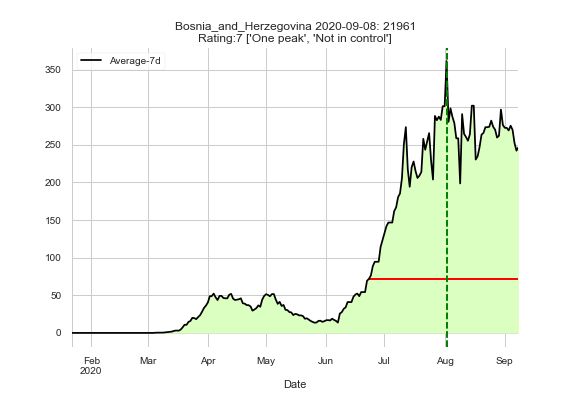 Bosnia_and_Herzegovina 2020-09-08: 21961
Rating:7 ['One peak', 'Not in control']
Average-7d
350
300
250
200
150
100
50
0
Feb Mar Apr May Jun Jul Aug Sep
2020
Date